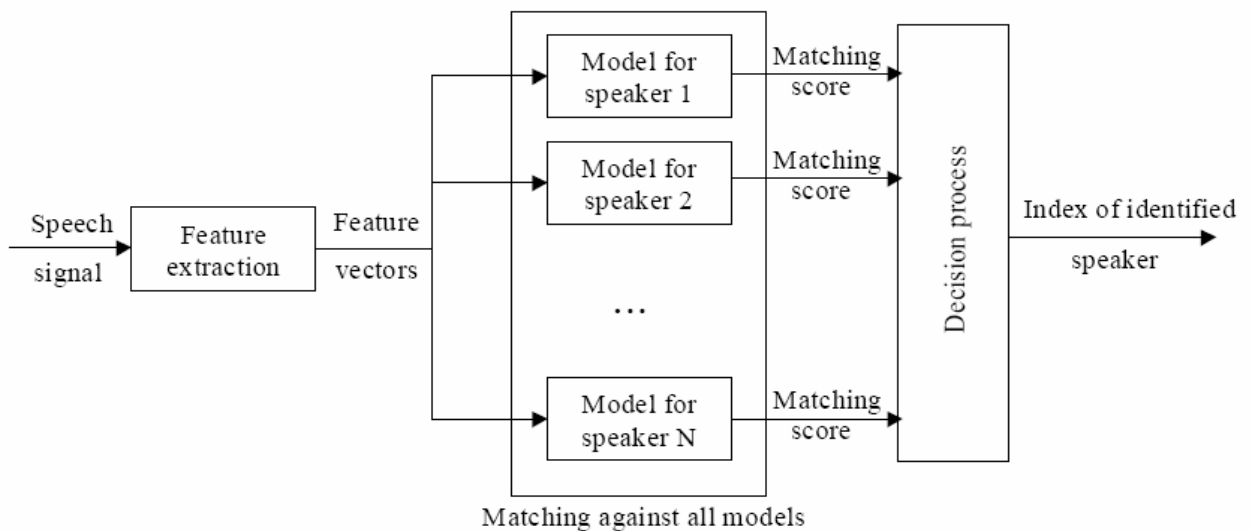 Speech
signal
Feature
extraction
Feature
vectors
Model for
speaker 1
Matching
score
Model for
speaker 2
Matching
score
...
Model for
speaker N
Matching
score
Matching against all models
Decision process
Index of identified
speaker